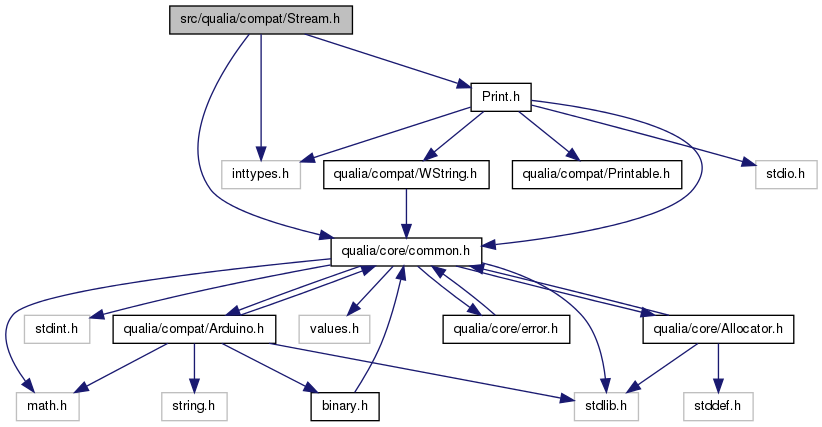 src/qualia/compat/Stream.h
Print.h
inttypes.h
qualia/compat/WString.h
qualia/compat/Printable.h
stdio.h
qualia/core/common.h
stdint.h
qualia/compat/Arduino.h
values.h
qualia/core/error.h
qualia/core/Allocator.h
math.h
string.h
binary.h
stdlib.h
stddef.h